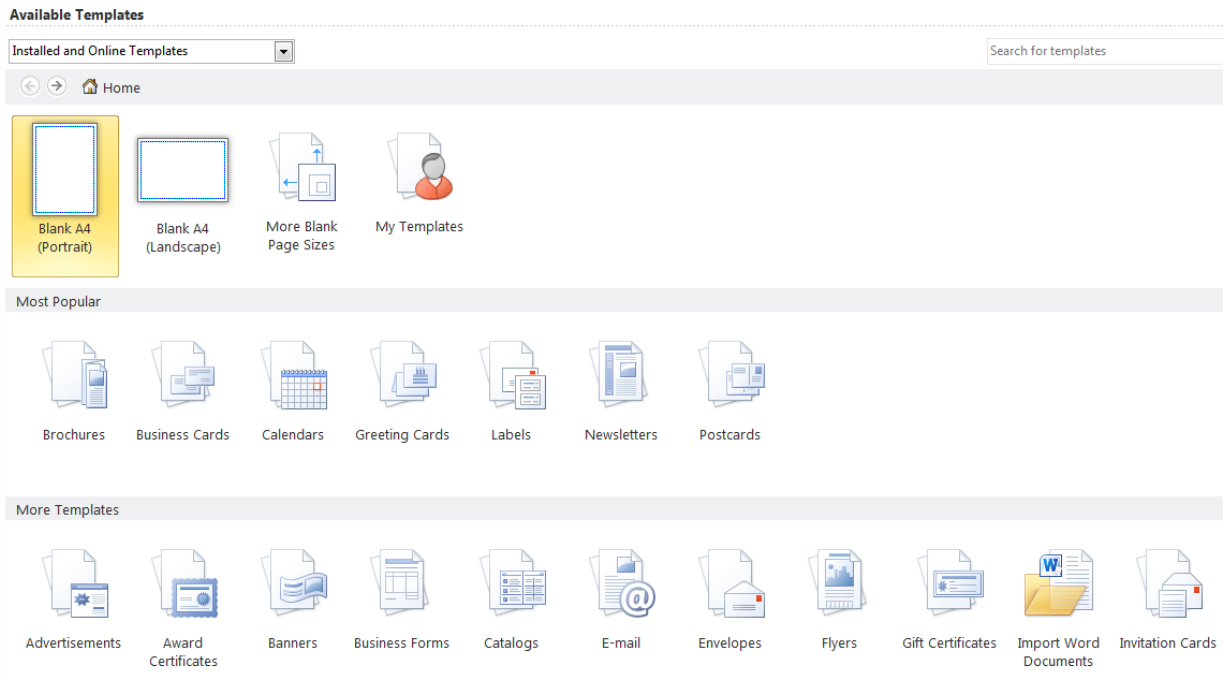 Available Templates
Installed and Online Templates
Search for templates
Home
Blank A4
(Portrait)
Blank A4
(Landscape)
More Blank
Page Sizes
My Templates
Most Popular
Brochures
Business Cards
Calendars
Greeting Cards
Labels
Newsletters
Postcards
More Templates
Advertisements
Award
Certificates
Banners
Business Forms
Catalogs
E-mail
Envelopes
Flyers
Gift Certificates
Import Word
Documents
Invitation Cards